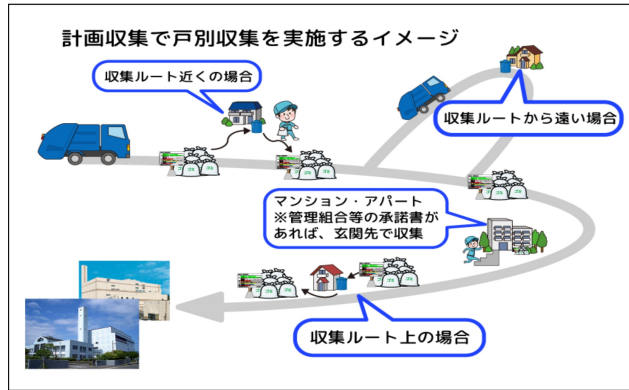 計画収集で戸別収集を実施するイメージ
収集ルート近くの場合
収集ルートから遠い場合
マンション・アパート
※管理組合等の承諾書が
あれば、玄関先で収集
収集ルート上の場合